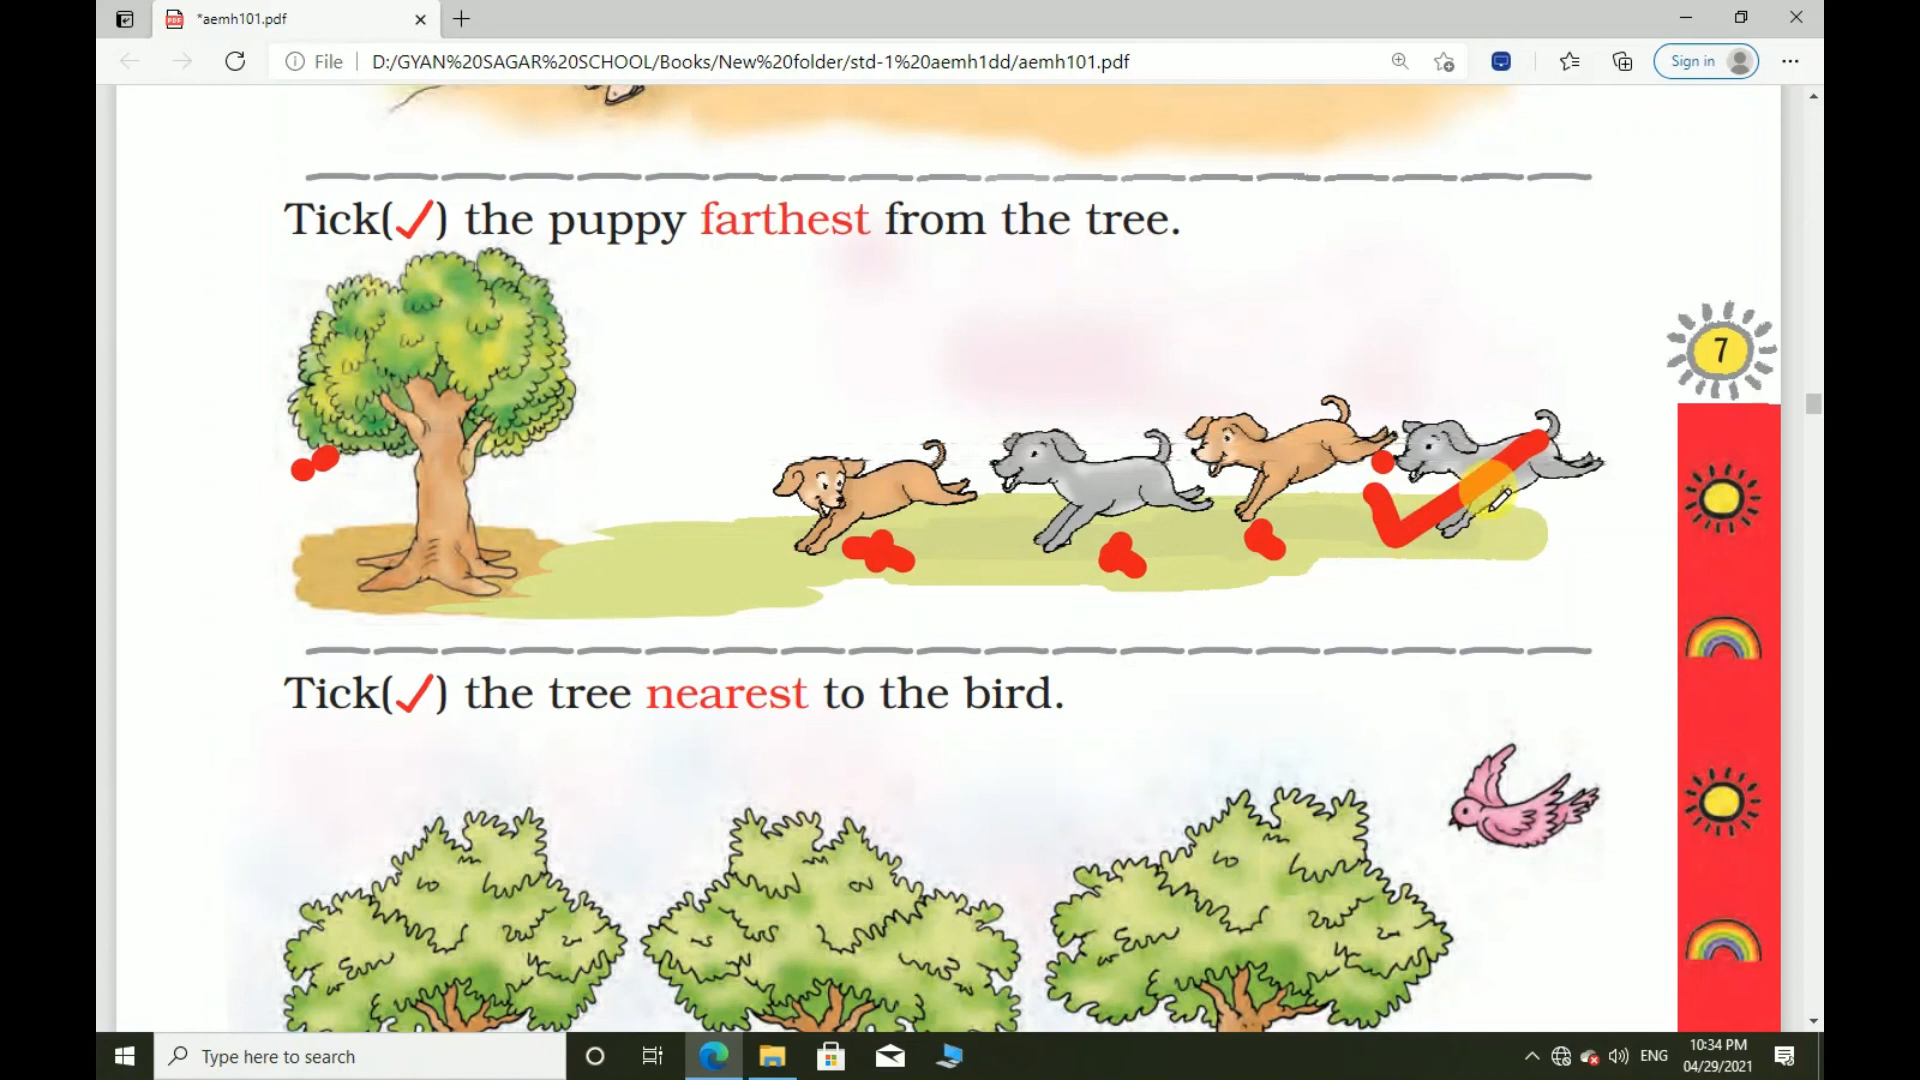 *aemh101.pdf
File
D:/GYAN%20SAGAR%20SCHOOL/Books/New%20folder/std-1%20aemh1dd/aemh101.pdf
Sign in
Tick(✓) the puppy farthest from the tree.
7
Tick(✓) the tree nearest to the bird.
Type here to search
ENG
10:34 PM
04/29/2021